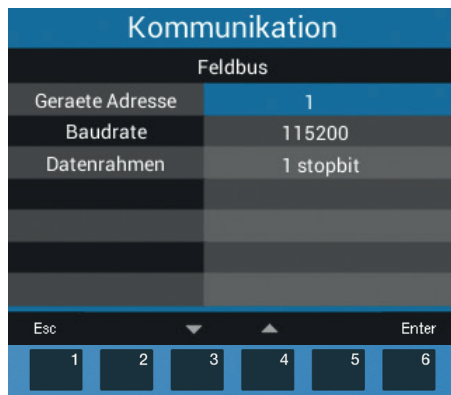 Kommunikation
Feldbus
Geraete Adresse 1
Baudrate 115200
Datenrahmen 1 stopbit
Esc Enter
1 2 3 4 5 6